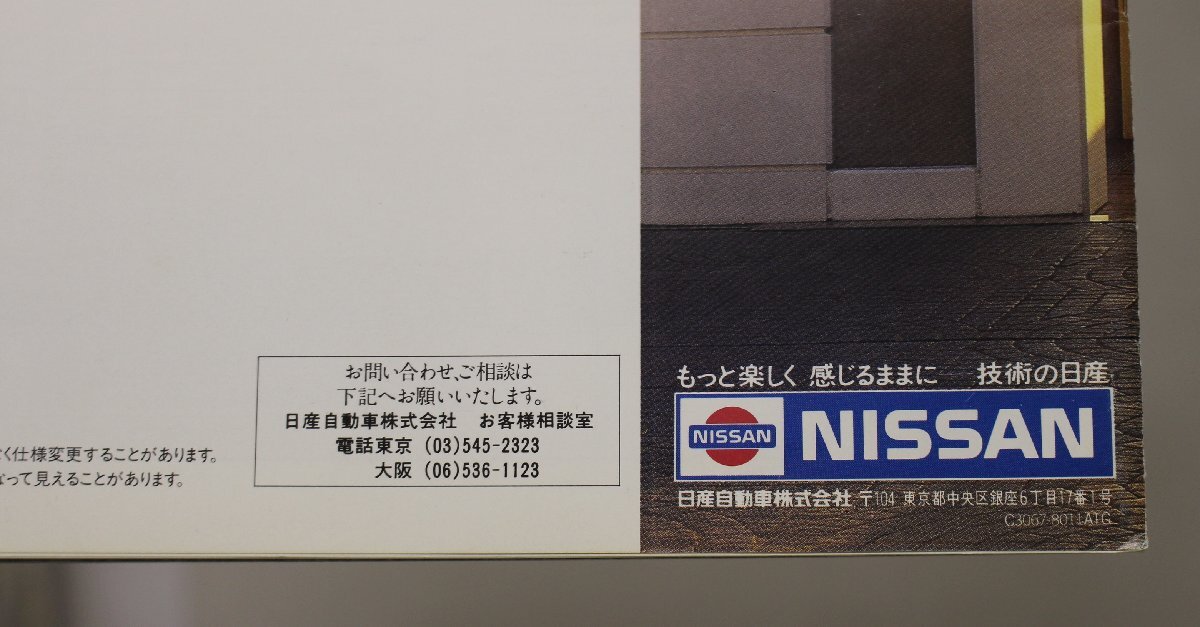 く仕様変更することがあります。
なって見えることがあります。
お問い合わせ、ご相談は
下記へお願いいたします。
日産自動車株式会社 お客様相談室
電話東京 (03)545-2323
大阪 (06)536-1123
もっと楽しく 感じるままに 技術の日産
NISSAN NISSAN
日産自動車株式会社 〒104 東京都中央区銀座6丁目17番1号
C3067-8011A1G